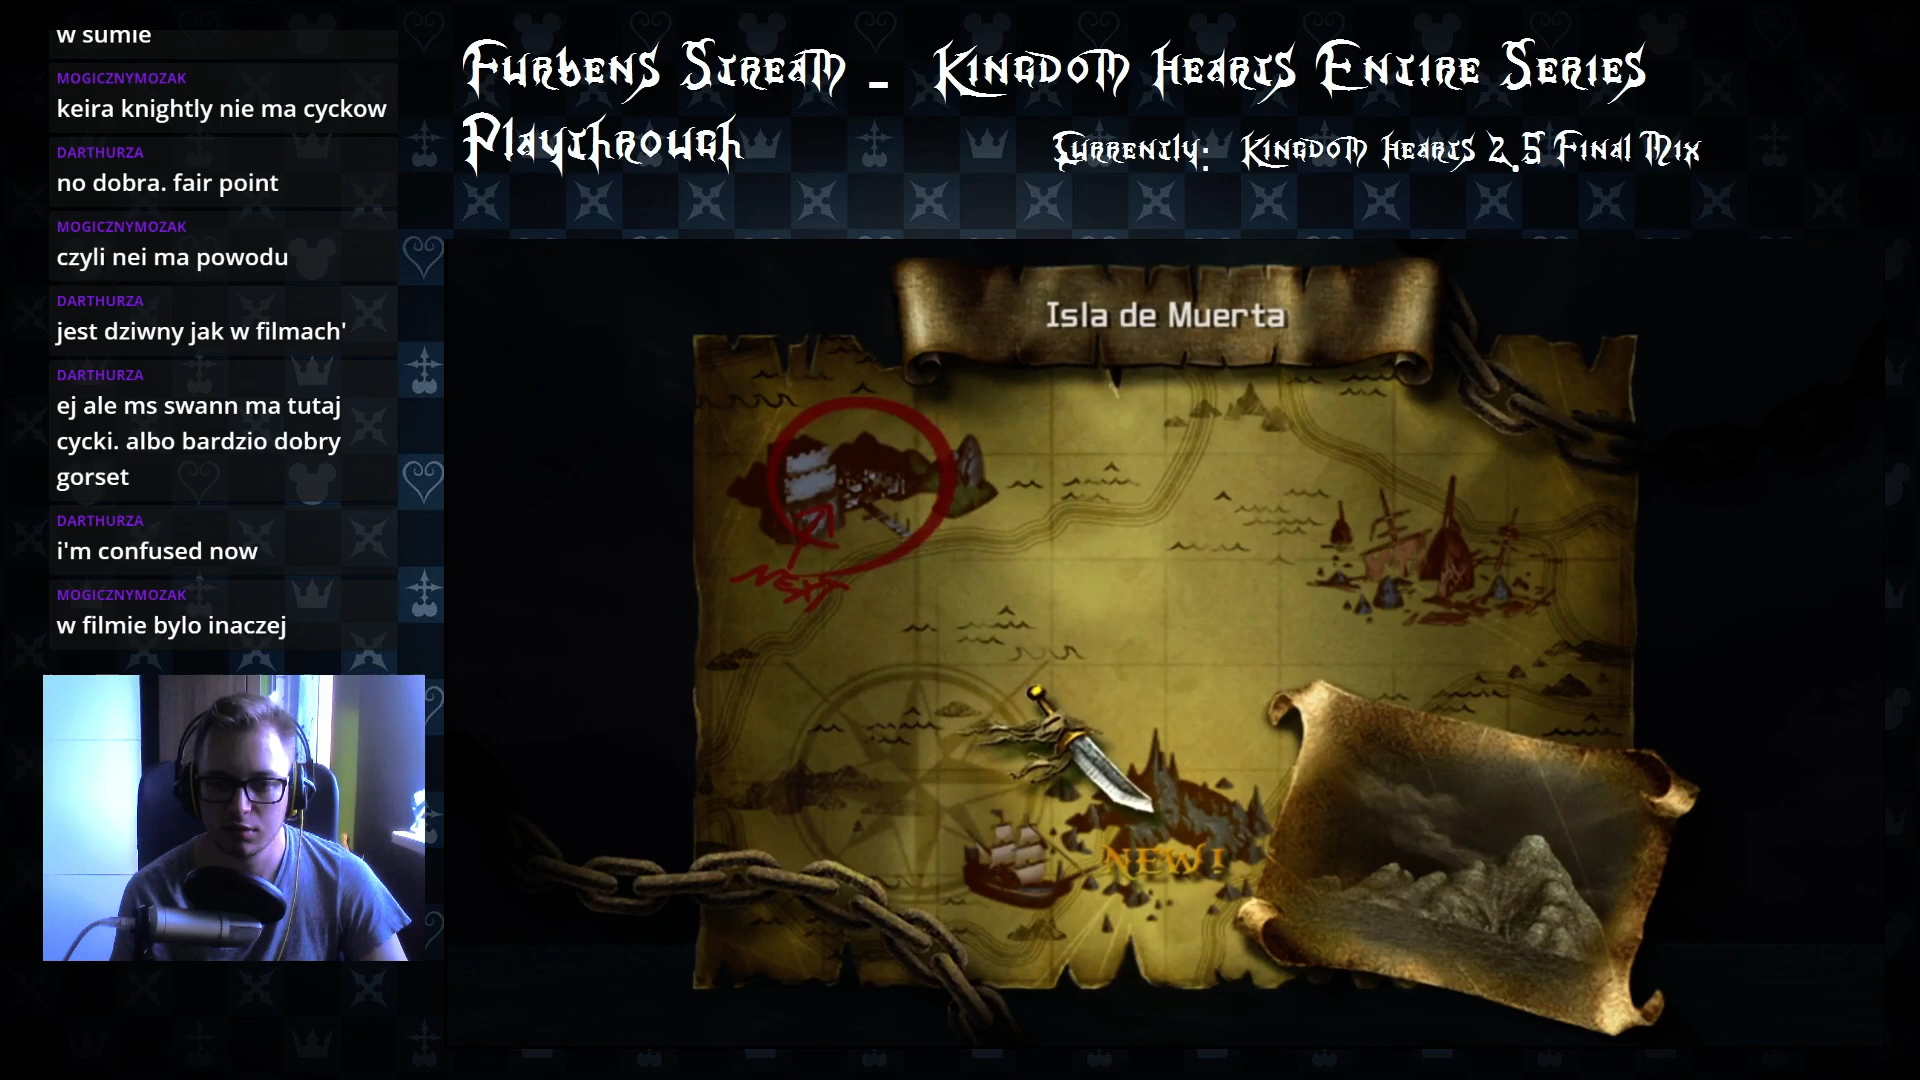 w sumie
MOGICZNYMOZAK
keira knightly nie ma cyckow
DARTHURZA
no dobra. fair point
MOGICZNYMOZAK
czyli nei ma powodu
DARTHURZA
jest dziwny jak w filmach'
DARTHURZA
ej ale ms swann ma tutaj
cycki. albo bardzio dobry
gorset
DARTHURZA
i'm confused now
MOGICZNYMOZAK
w filmie bylo inaczej
Furbens Stream - Kingdom Hearts Entire Series
Playthrough
Currently: Kingdom Hearts 2.5 Final Mix
Isla de Muerta
NEXT
NEW!